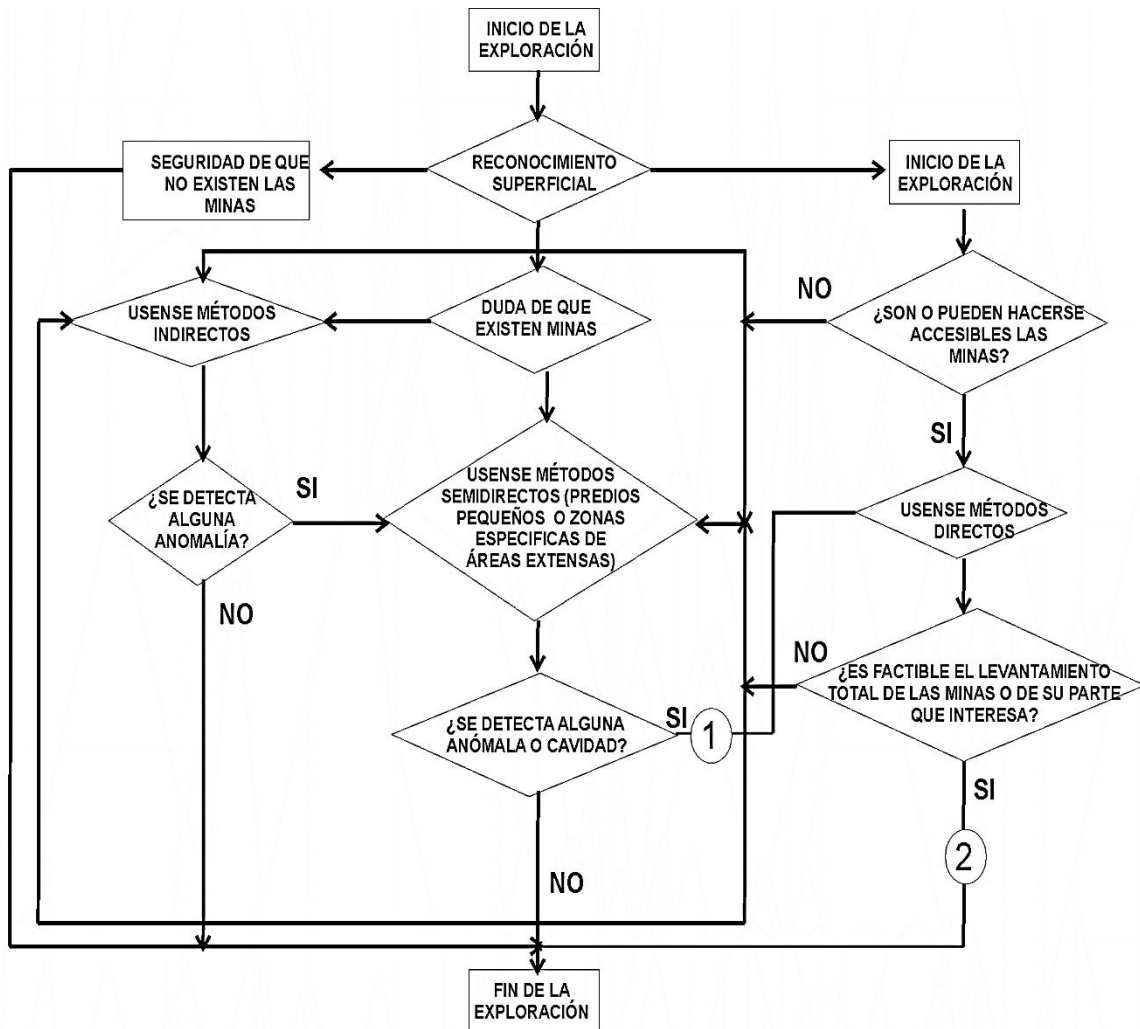 INICIO DE LA
EXPLORACIÓN
RECONOCIMIENTO
SUPERFICIAL
SEGURIDAD DE QUE
NO EXISTEN LAS
MINAS
INICIO DE LA
EXPLORACIÓN
USENSE MÉTODOS
INDIRECTOS
DUDA DE QUE
EXISTEN MINAS
NO
¿SON O PUEDEN HACERSE
ACCESIBLES LAS
MINAS?
SI
¿SE DETECTA
ALGUNA
ANOMALÍA?
SI
NO
USENSE MÉTODOS
SEMIDIRECTOS (PREDIOS
PEQUEÑOS O ZONAS
ESPECIFICAS DE
ÁREAS EXTENSAS)
USENSE MÉTODOS
DIRECTOS
NO
¿ES FACTIBLE EL LEVANTAMIENTO
TOTAL DE LAS MINAS O DE SU PARTE
QUE INTERESA?
SI
2
¿SE DETECTA ALGUNA
ANÓMALA O CAVIDAD?
SI
1
NO
FIN DE LA
EXPLORACIÓN